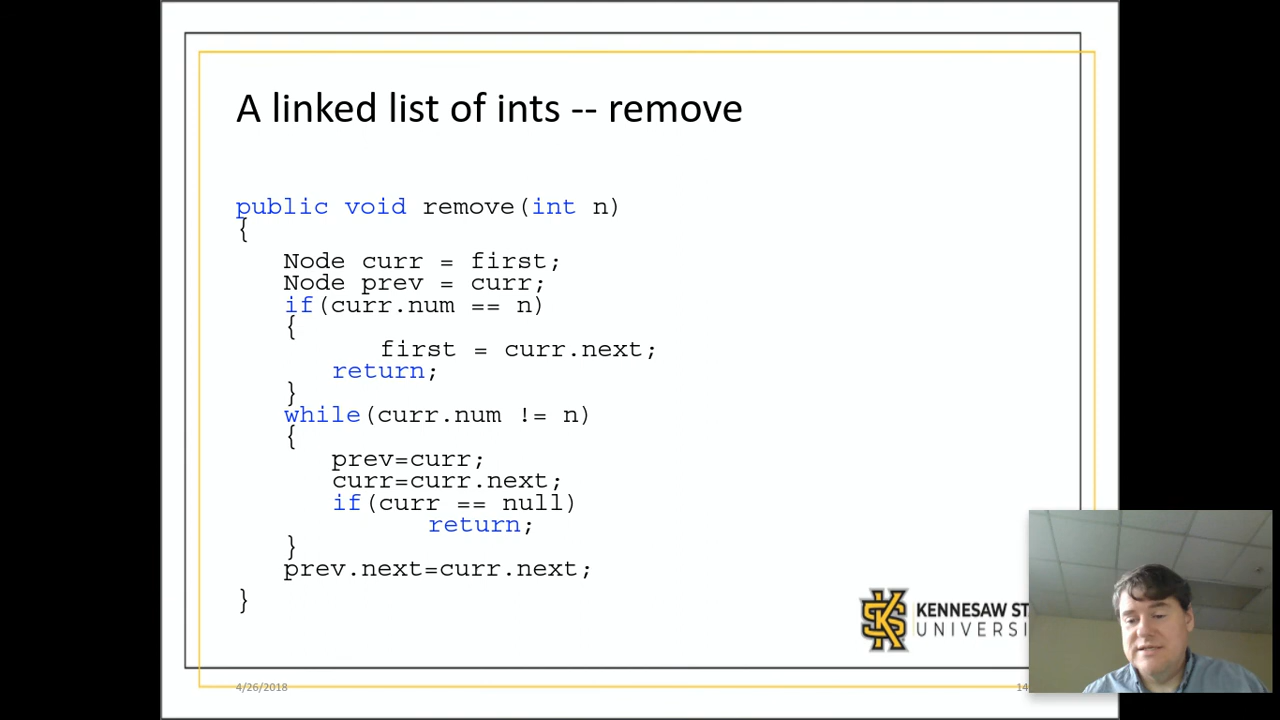 A linked list of ints -- remove
public void remove(int n)
{
Node curr = first;
Node prev = curr;
if(curr.num == n)
{
first = curr.next;
return;
}
while(curr.num != n)
{
prev=curr;
curr=curr.next;
if(curr == null)
return;
}
prev.next=curr.next;
}
KENNESAW ST
UNIVERSI
4/26/2018
14